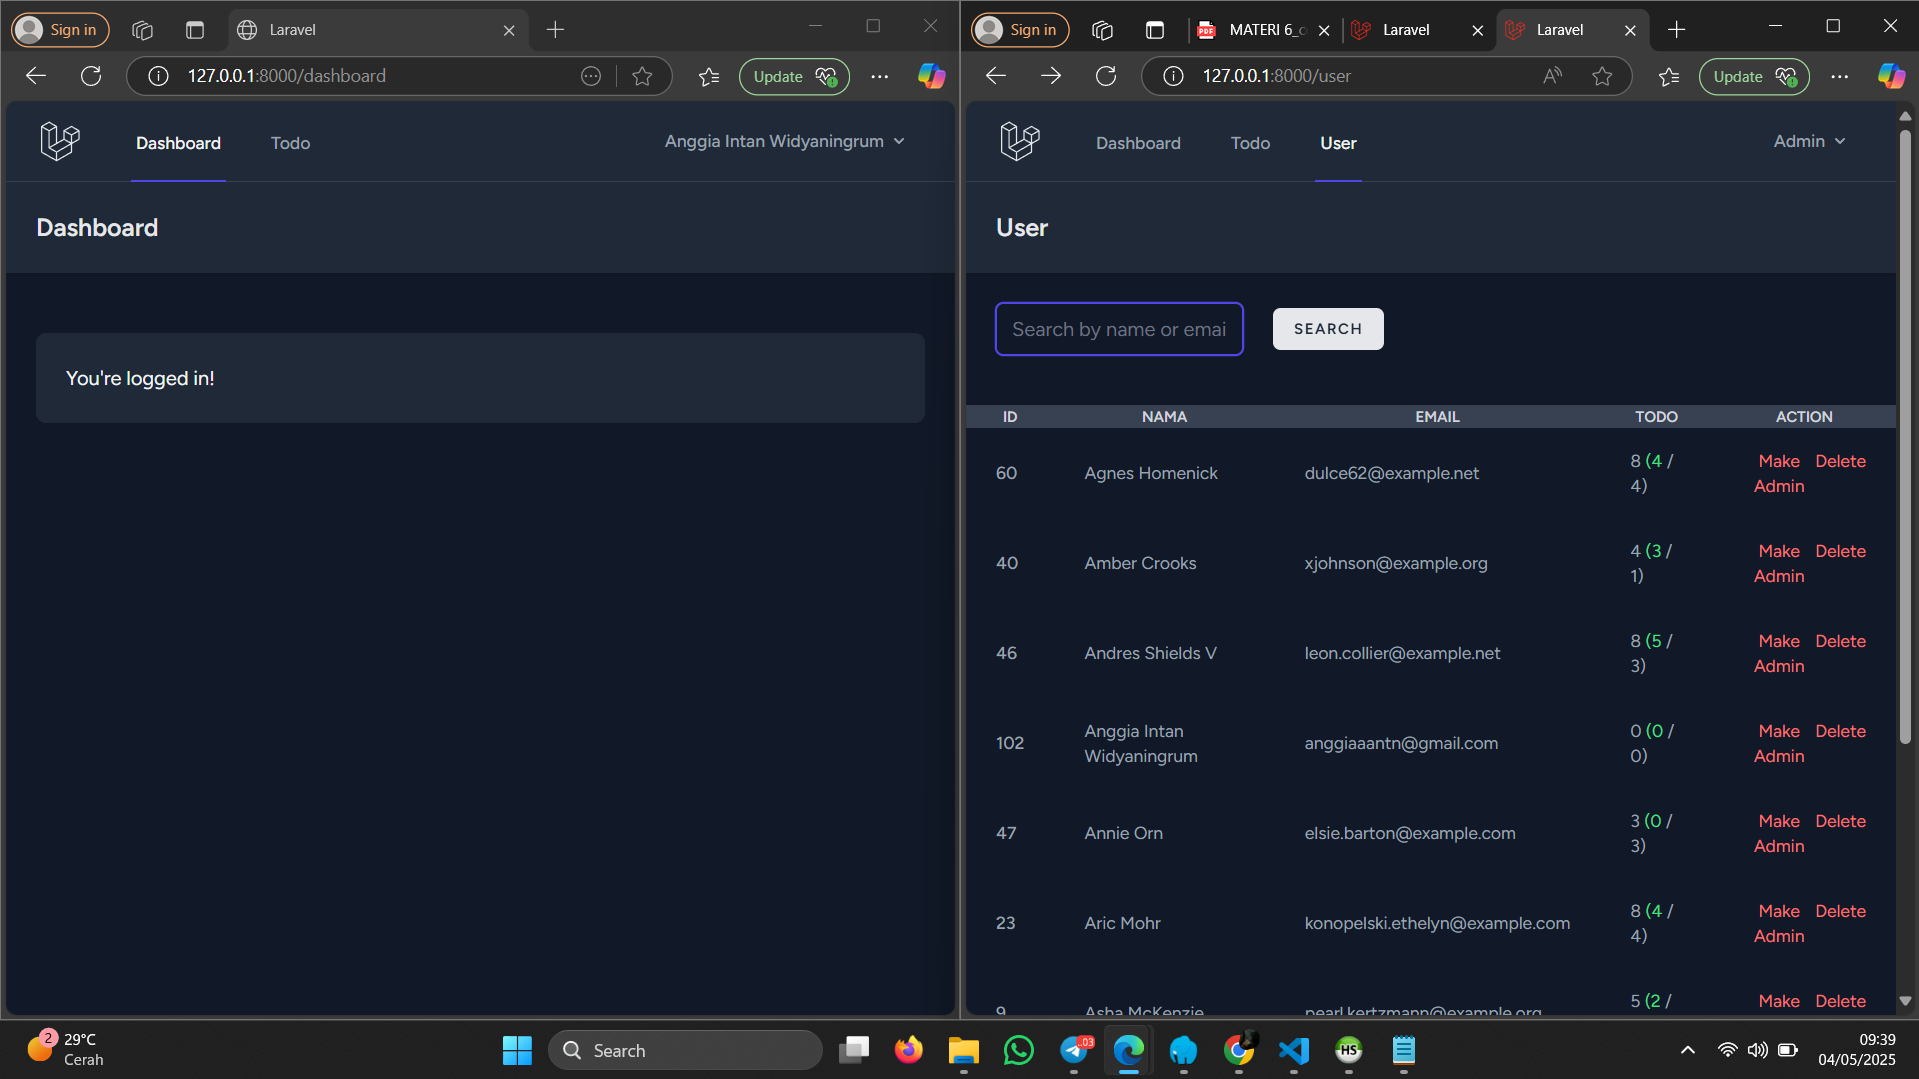 Sign in
Laravel
127.0.0.1:8000/dashboard
Update
Dashboard
Todo
Anggia Intan Widyaningrum
Dashboard
You're logged in!
Sign in
MATERI 6_c
Laravel
Laravel
127.0.0.1:8000/user
Update
Dashboard
Todo
User
Admin
User
Search by name or emai
SEARCH
ID NAMA EMAIL TODO ACTION
60 Agnes Homenick dulce62@example.net 8 (4 / Make Delete
4) Admin
40 Amber Crooks xjohnson@example.org 4 (3 / Make Delete
1) Admin
46 Andres Shields V leon.collier@example.net 8 (5 / Make Delete
3) Admin
102 Anggia Intan anggiaaantn@gmail.com 0 (0 / Make Delete
Widyaningrum 0) Admin
47 Annie Orn elsie.barton@example.com 3 (0 / Make Delete
3) Admin
23 Aric Mohr konopelski.ethelyn@example.com 8 (4 / Make Delete
4) Admin
9 Asha McKenzie pearl.kertzmann@example.org 5 (2 / Make Delete
2
29°C
Cerah
Search
..03
HS
09:39
04/05/2025